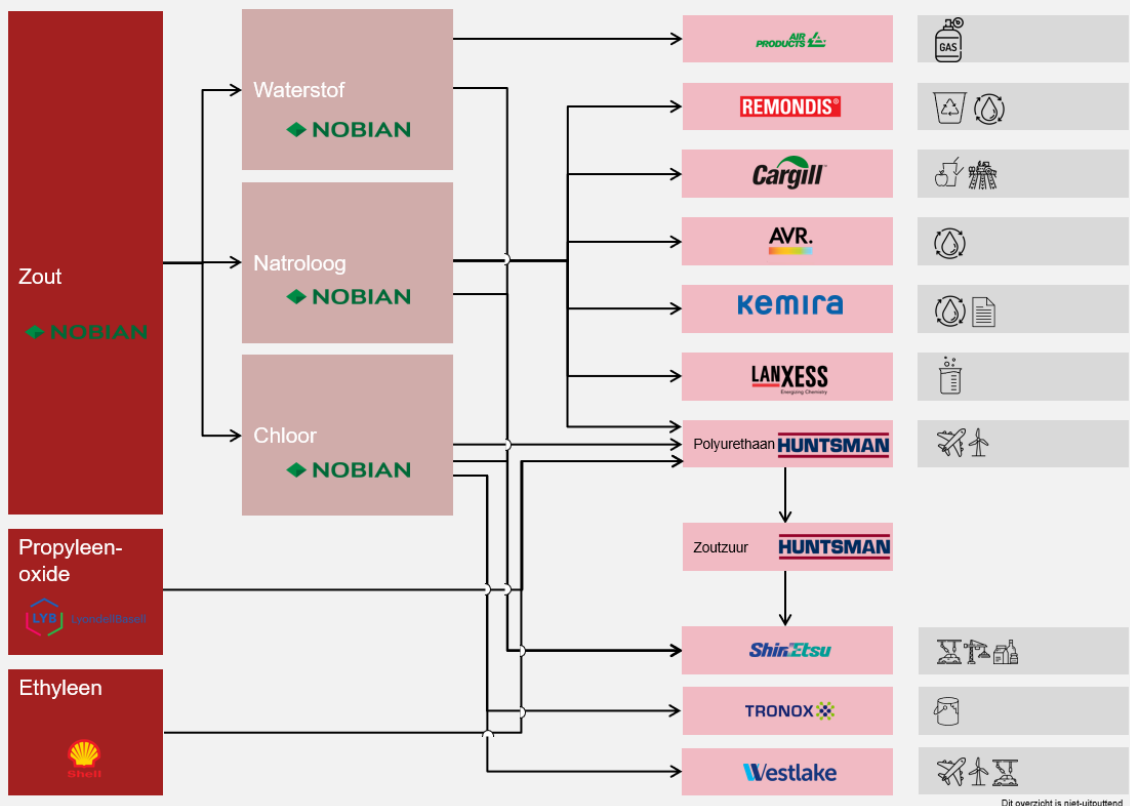 Zout
NOBIAN
Propyleen-
oxide
LYB LyondellBasell
Ethyleen
Shell
Waterstof
NOBIAN
Natroloog
NOBIAN
Chloor
NOBIAN
AIR
PRODUCTS
GAS
REMONDIS®
Cargill™
AVR.
kemira
LANXESS
Energizing Chemistry
Polyurethaan HUNTSMAN
Zoutzuur HUNTSMAN
ShinEtsu
TRONOX
Westlake
Dit overzicht is niet-uitputtend